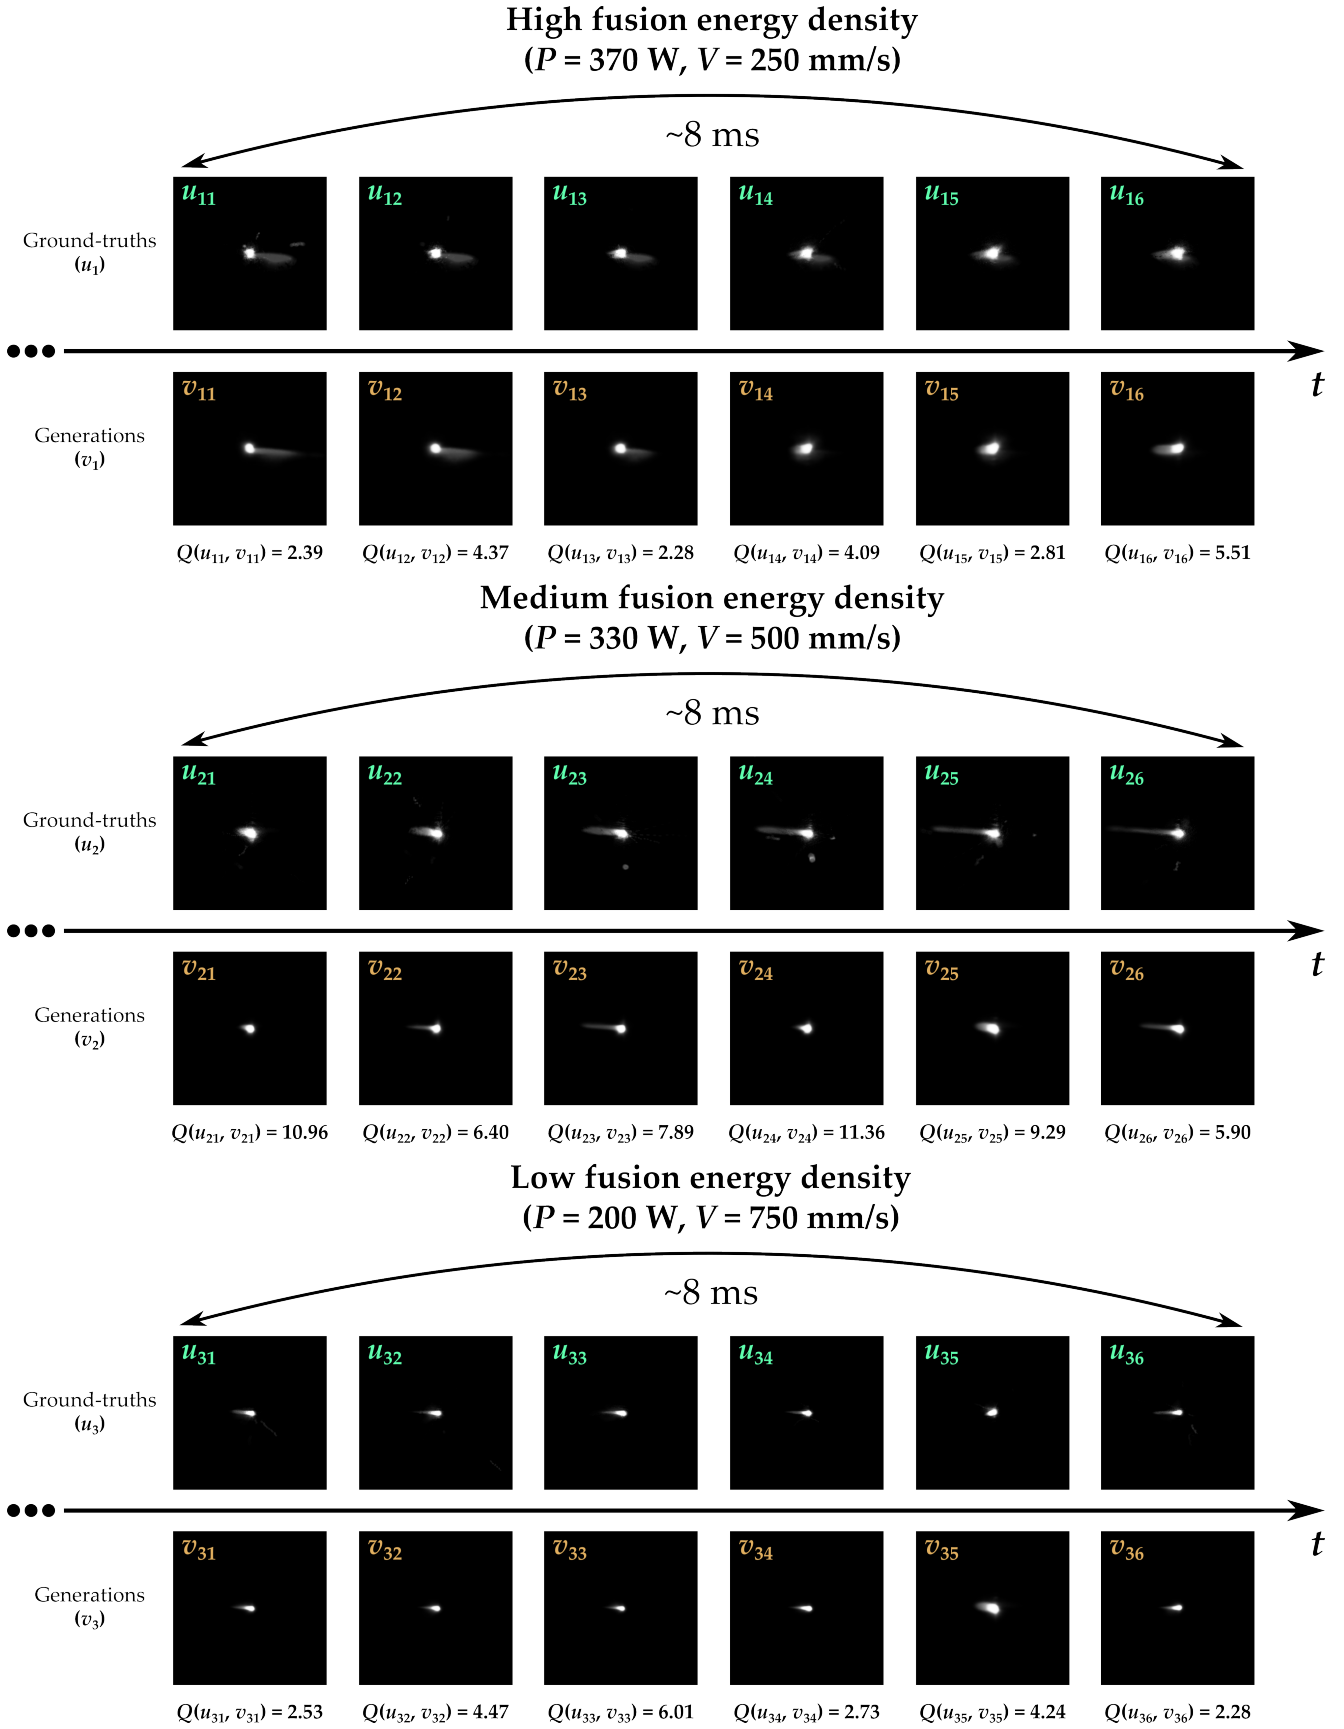 High fusion energy density
(P = 370 W, V = 250 mm/s)
~8 ms
u11 u12 u13 u14 u15 u16
Ground-truths
(u1)
t
v11 v12 v13 v14 v15 v16
Generations
(v1)
Q(u11, v11) = 2.39 Q(u12, v12) = 4.37 Q(u13, v13) = 2.28 Q(u14, v14) = 4.09 Q(u15, v15) = 2.81 Q(u16, v16) = 5.51
Medium fusion energy density
(P = 330 W, V = 500 mm/s)
~8 ms
u21 u22 u23 u24 u25 u26
Ground-truths
(u2)
t
v21 v22 v23 v24 v25 v26
Generations
(v2)
Q(u21, v21) = 10.96 Q(u22, v22) = 6.40 Q(u23, v23) = 7.89 Q(u24, v24) = 11.36 Q(u25, v25) = 9.29 Q(u26, v26) = 5.90
Low fusion energy density
(P = 200 W, V = 750 mm/s)
~8 ms
u31 u32 u33 u34 u35 u36
Ground-truths
(u3)
t
v31 v32 v33 v34 v35 v36
Generations
(v3)
Q(u31, v31) = 2.53 Q(u32, v32) = 4.47 Q(u33, v33) = 6.01 Q(u34, v34) = 2.73 Q(u35, v35) = 4.24 Q(u36, v36) = 2.28